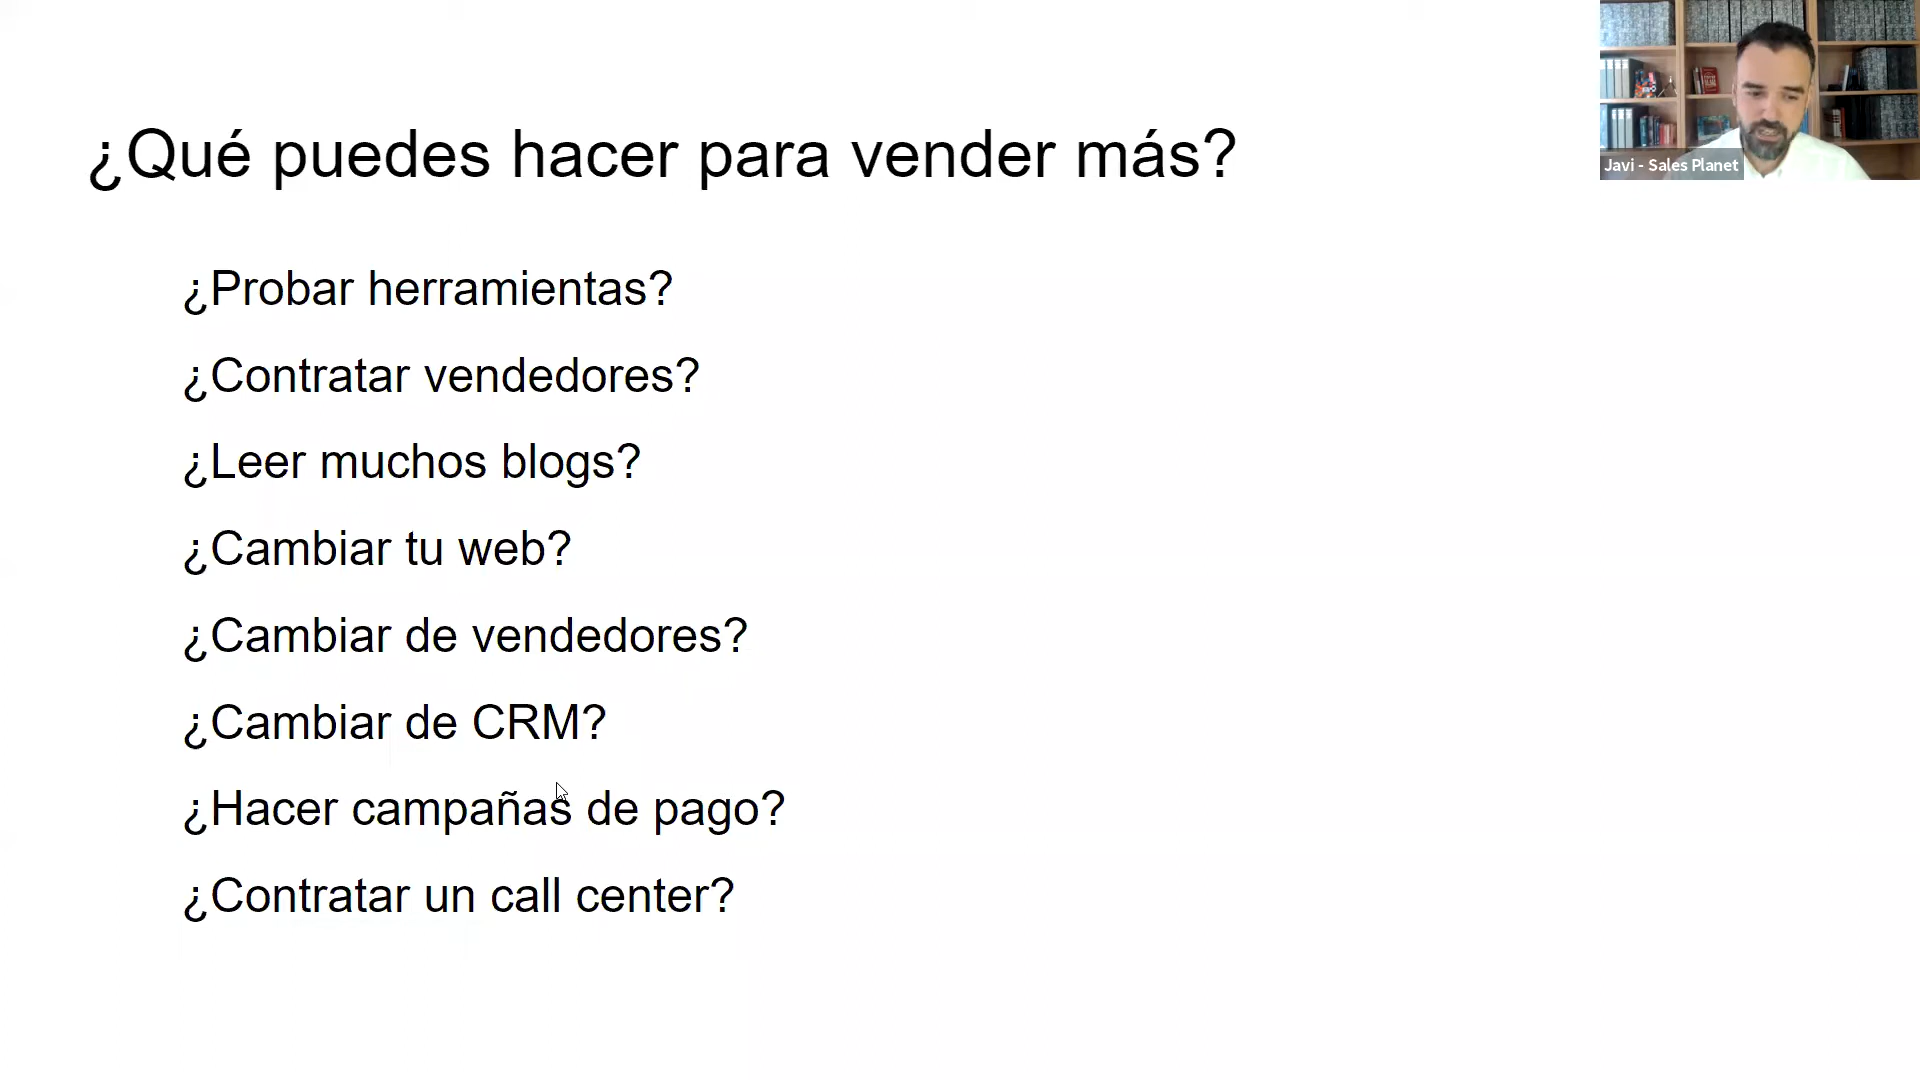 ¿Qué puedes hacer para vender más?
Javi - Sales Planet
¿Probar herramientas?
¿Contratar vendedores?
¿Leer muchos blogs?
¿Cambiar tu web?
¿Cambiar de vendedores?
¿Cambiar de CRM?
¿Hacer campañas de pago?
¿Contratar un call center?